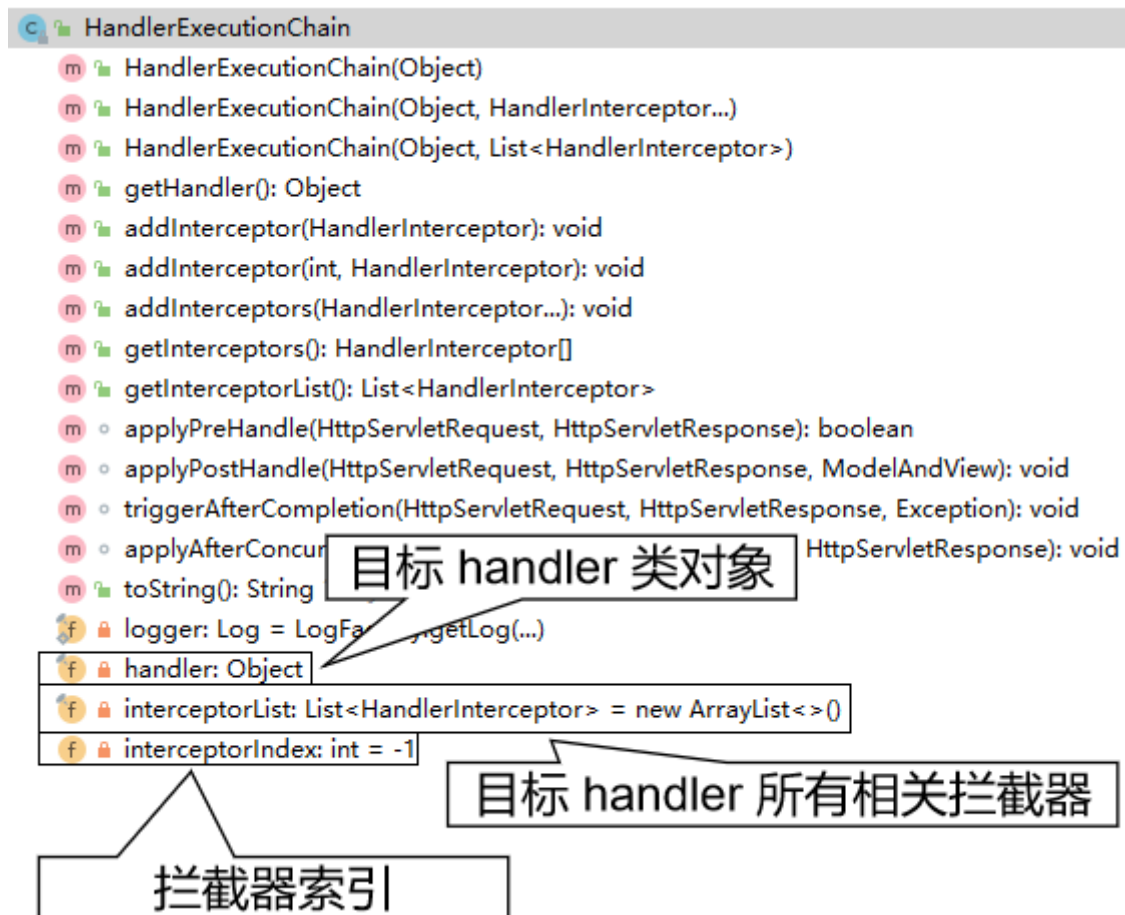 HandlerExecutionChain
HandlerExecutionChain(Object)
HandlerExecutionChain(Object, HandlerInterceptor...)
HandlerExecutionChain(Object, List<HandlerInterceptor>)
getHandler(): Object
addInterceptor(HandlerInterceptor): void
addInterceptor(int, HandlerInterceptor): void
addInterceptors(HandlerInterceptor...): void
getInterceptors(): HandlerInterceptor[]
getInterceptorList(): List<HandlerInterceptor>
applyPreHandle(HttpServletRequest, HttpServletResponse): boolean
applyPostHandle(HttpServletRequest, HttpServletResponse, ModelAndView): void
triggerAfterCompletion(HttpServletRequest, HttpServletResponse, Exception): void
applyAfterConcur HttpServletResponse): void
目标 handler 类对象
toString(): String
logger: Log = LogFa getLog(...)
handler: Object
interceptorList: List<HandlerInterceptor> = new ArrayList<>()
interceptorIndex: int = -1
目标 handler 所有相关拦截器
拦截器索引